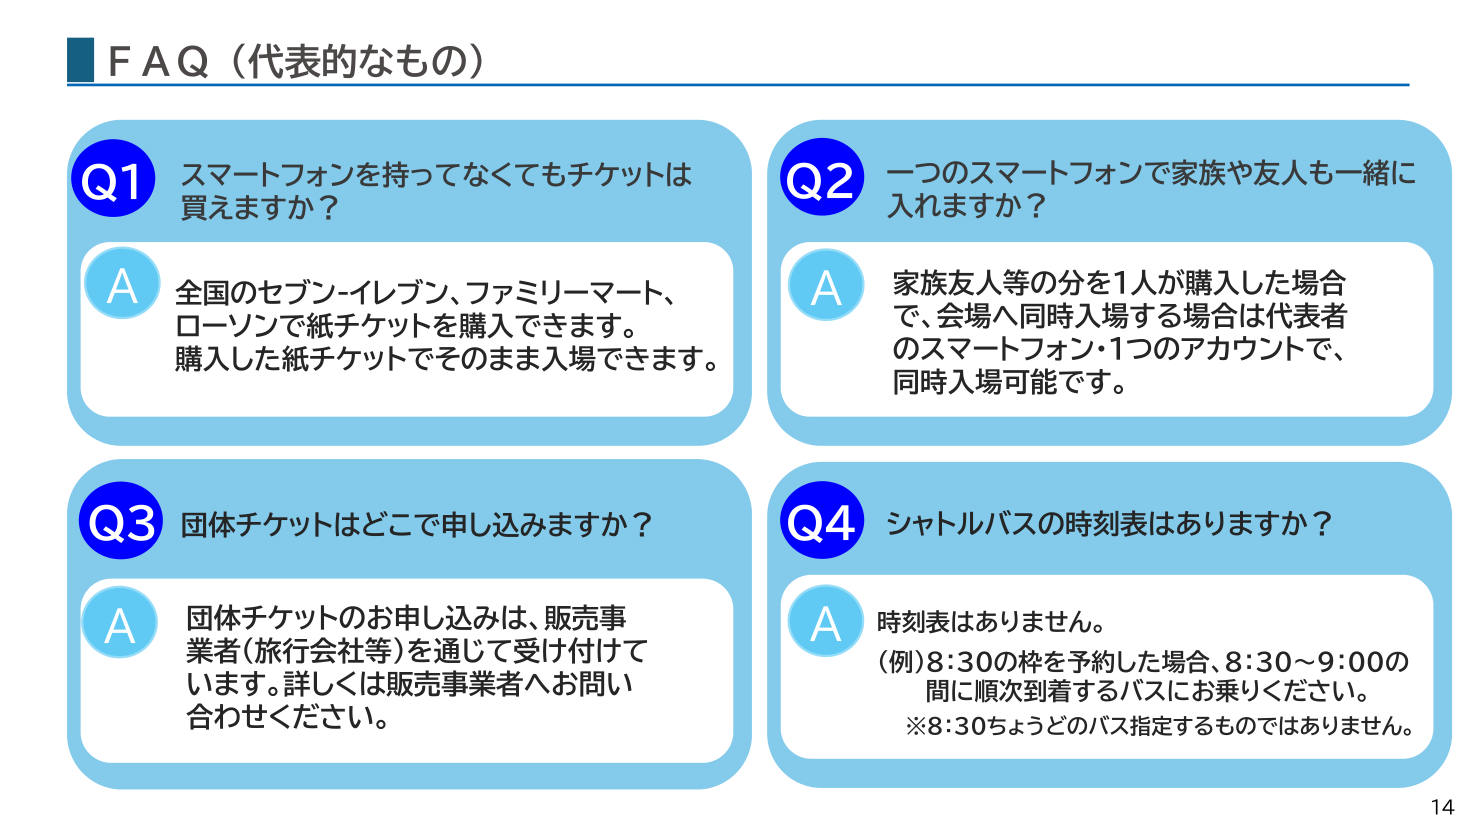 ＦＡＱ（代表的なもの）
Q1
スマートフォンを持ってなくてもチケットは
買えますか？
A
全国のセブン-イレブン、ファミリーマート、
ローソンで紙チケットを購入できます。
購入した紙チケットでそのまま入場できます。
Q2
一つのスマートフォンで家族や友人も一緒に
入れますか？
A
家族友人等の分を1人が購入した場合
で、会場へ同時入場する場合は代表者
のスマートフォン・1つのアカウントで、
同時入場可能です。
Q3
団体チケットはどこで申し込みますか？
A
団体チケットのお申し込みは、販売事
業者（旅行会社等）を通じて受け付けて
います。詳しくは販売事業者へお問い
合わせください。
Q4
シャトルバスの時刻表はありますか？
A
時刻表はありません。
（例）8：30の枠を予約した場合、8：30～9：00の
間に順次到着するバスにお乗りください。
※8：30ちょうどのバス指定するものではありません。
14